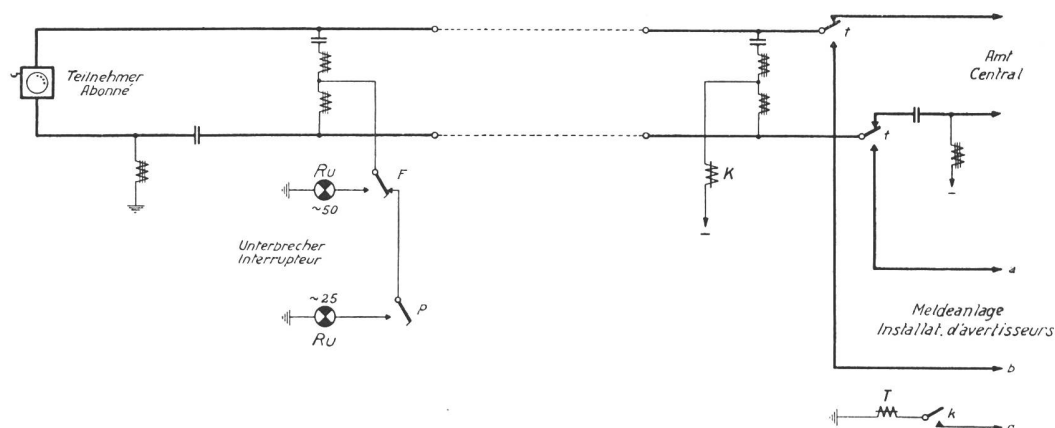 t
Teilnehmer
Abonné
Amt
Central
t
K
Ru
F
~50
Unterbrecher
Interrupteur
~25
P
Ru
a
Meldeanlage
Installat. d'avertisseurs
b
T
k